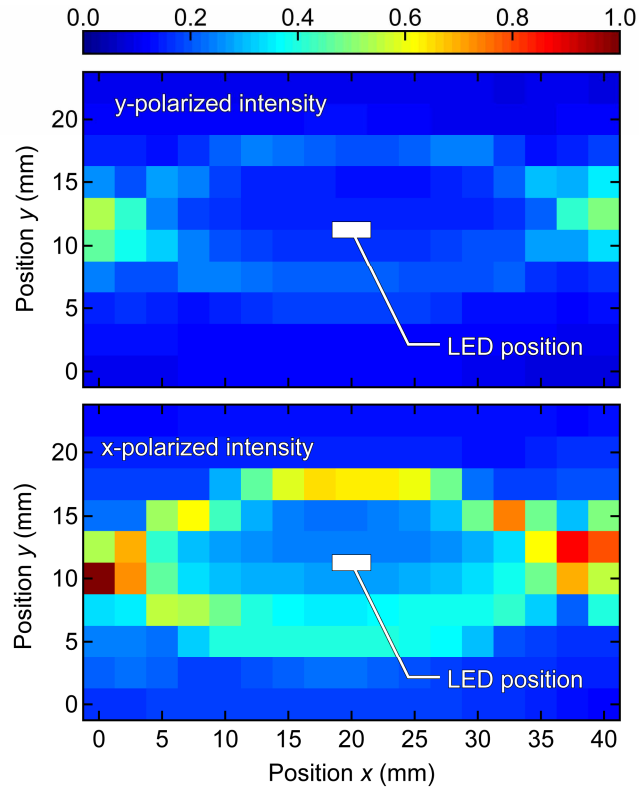 0.0 0.2 0.4 0.6 0.8 1.0
y-polarized intensity
20
15
10
5
0
Position y (mm)
LED position
x-polarized intensity
20
15
10
5
0
Position y (mm)
LED position
0 5 10 15 20 25 30 35 40
Position x (mm)